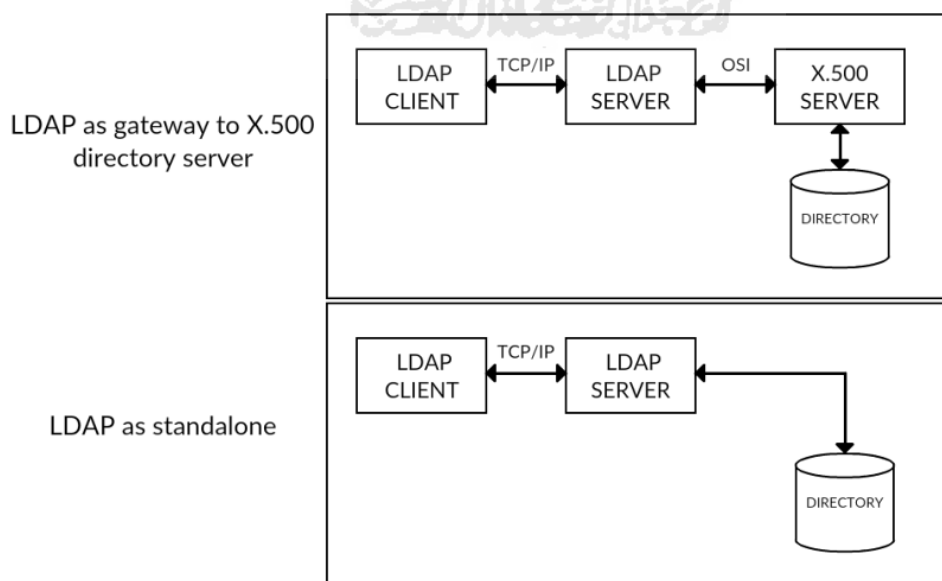 LDAP as gateway to X.500
directory server
LDAP
CLIENT
TCP/IP
LDAP
SERVER
OSI
X.500
SERVER
DIRECTORY
LDAP as standalone
LDAP
CLIENT
TCP/IP
LDAP
SERVER
DIRECTORY